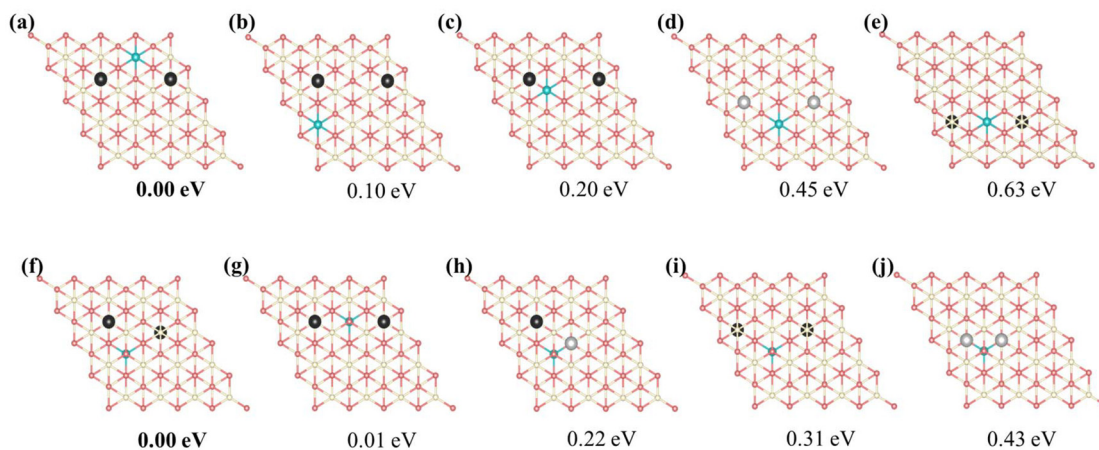 (a) (b) (c) (d) (e)
0.00 eV 0.10 eV 0.20 eV 0.45 eV 0.63 eV
(f) (g) (h) (i) (j)
0.00 eV 0.01 eV 0.22 eV 0.31 eV 0.43 eV